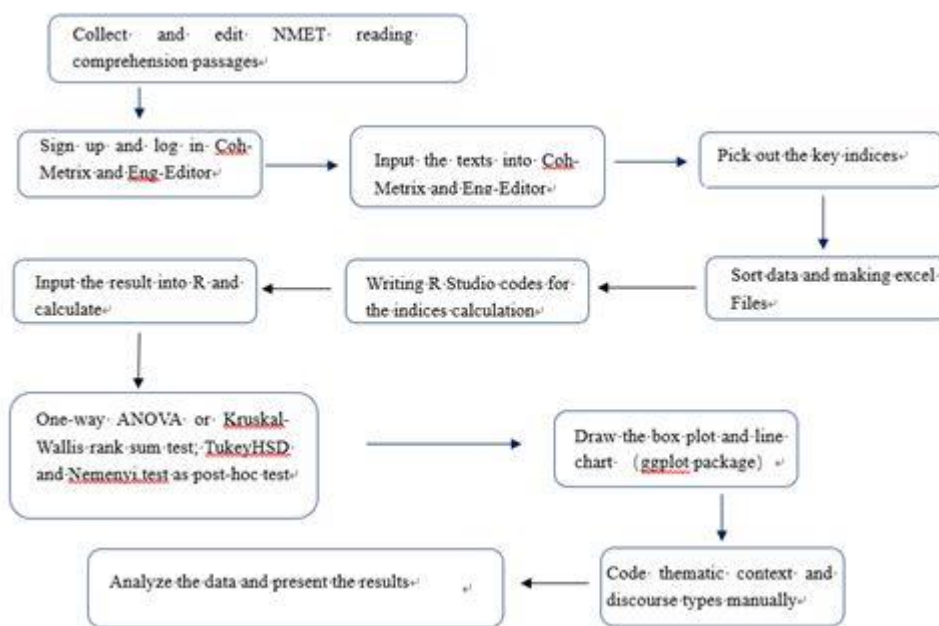 Collect and edit NMET reading
comprehension passages
Sign up and log in Coh-
Metrix and Eng-Editor
Input the texts into Coh-
Metrix and Eng-Editor
Pick out the key indices
Sort data and making excel
Files
Writing R Studio codes for
the indices calculation
Input the result into R and
calculate
One-way ANOVA or Kruskal-
Wallis rank sum test; TukeyHSD
and Nemenyi.test as post-hoc test
Draw the box plot and line
chart （ggplot package）
Code thematic context and
discourse types manually
Analyze the data and present the results